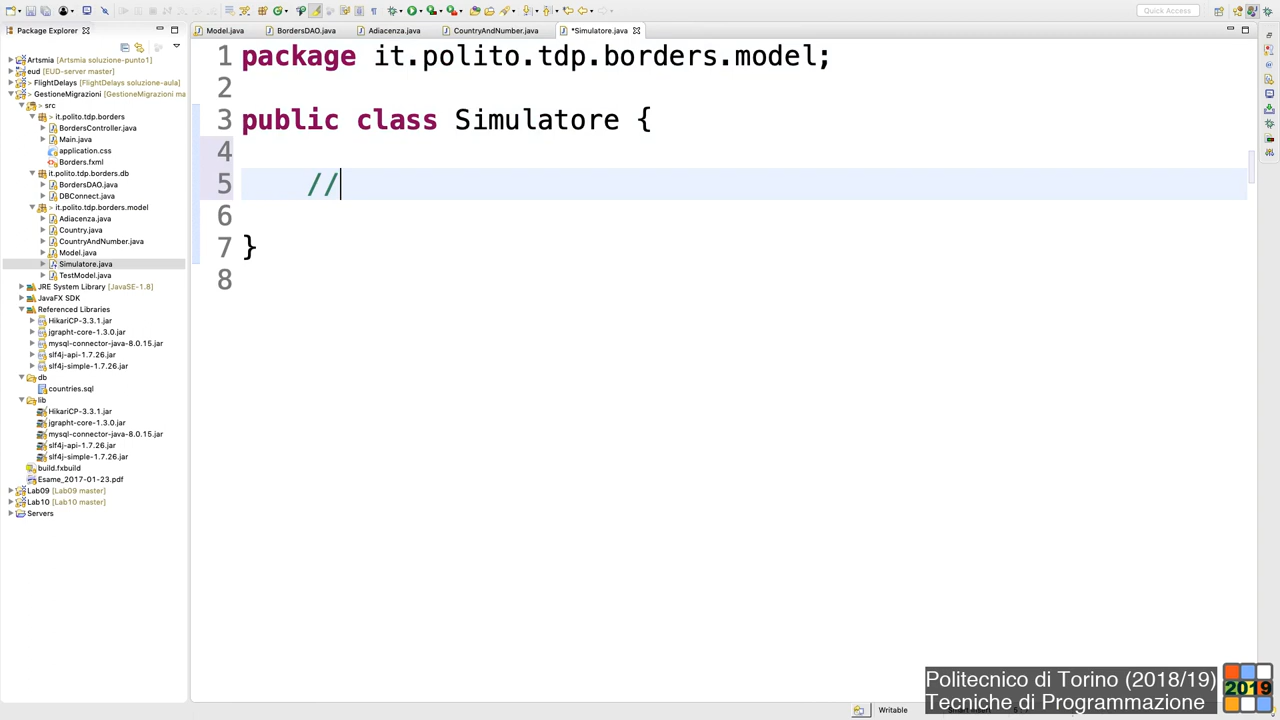 Quick Access
Package Explorer
Artsmia [Artsmia soluzione-punto1]
eud [EUD-server master]
> FlightDelays [FlightDelays soluzione-aula]
> GestioneMigrazioni [GestioneMigrazioni ma
> src
> it.polito.tdp.borders
BordersController.java
Main.java
application.css
Borders.fxml
it.polito.tdp.borders.db
BordersDAO.java
DBConnect.java
> it.polito.tdp.borders.model
Adiacenza.java
Country.java
CountryAndNumber.java
Model.java
Simulatore.java
TestModel.java
JRE System Library [JavaSE-1.8]
JavaFX SDK
Referenced Libraries
HikariCP-3.3.1.jar
jgrapht-core-1.3.0.jar
mysql-connector-java-8.0.15.jar
slf4j-api-1.7.26.jar
slf4j-simple-1.7.26.jar
db
countries.sql
lib
HikariCP-3.3.1.jar
jgrapht-core-1.3.0.jar
mysql-connector-java-8.0.15.jar
slf4j-api-1.7.26.jar
slf4j-simple-1.7.26.jar
build.fxbuild
Esame_2017-01-23.pdf
Lab09 [Lab09 master]
Lab10 [Lab10 master]
Servers
Model.java BordersDAO.java Adiacenza.java CountryAndNumber.java *Simulatore.java
1 package it.polito.tdp.borders.model;
2
3 public class Simulatore {
4
5 //
6
7 }
8
Politecnico di Torino (2018/19)
Tecniche di Programmazione
2019
Writable